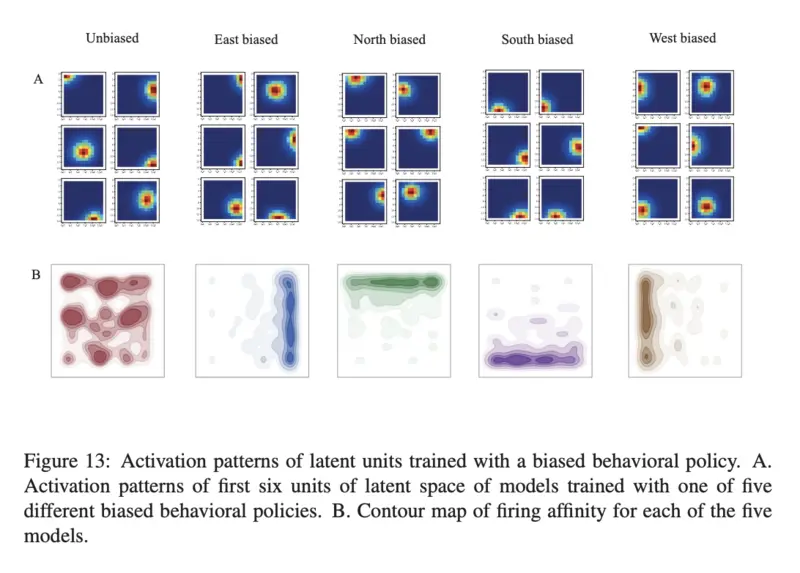 Unbiased East biased North biased South biased West biased
A
B
Figure 13: Activation patterns of latent units trained with a biased behavioral policy. A.
Activation patterns of first six units of latent space of models trained with one of five
different biased behavioral policies. B. Contour map of firing affinity for each of the five
models.